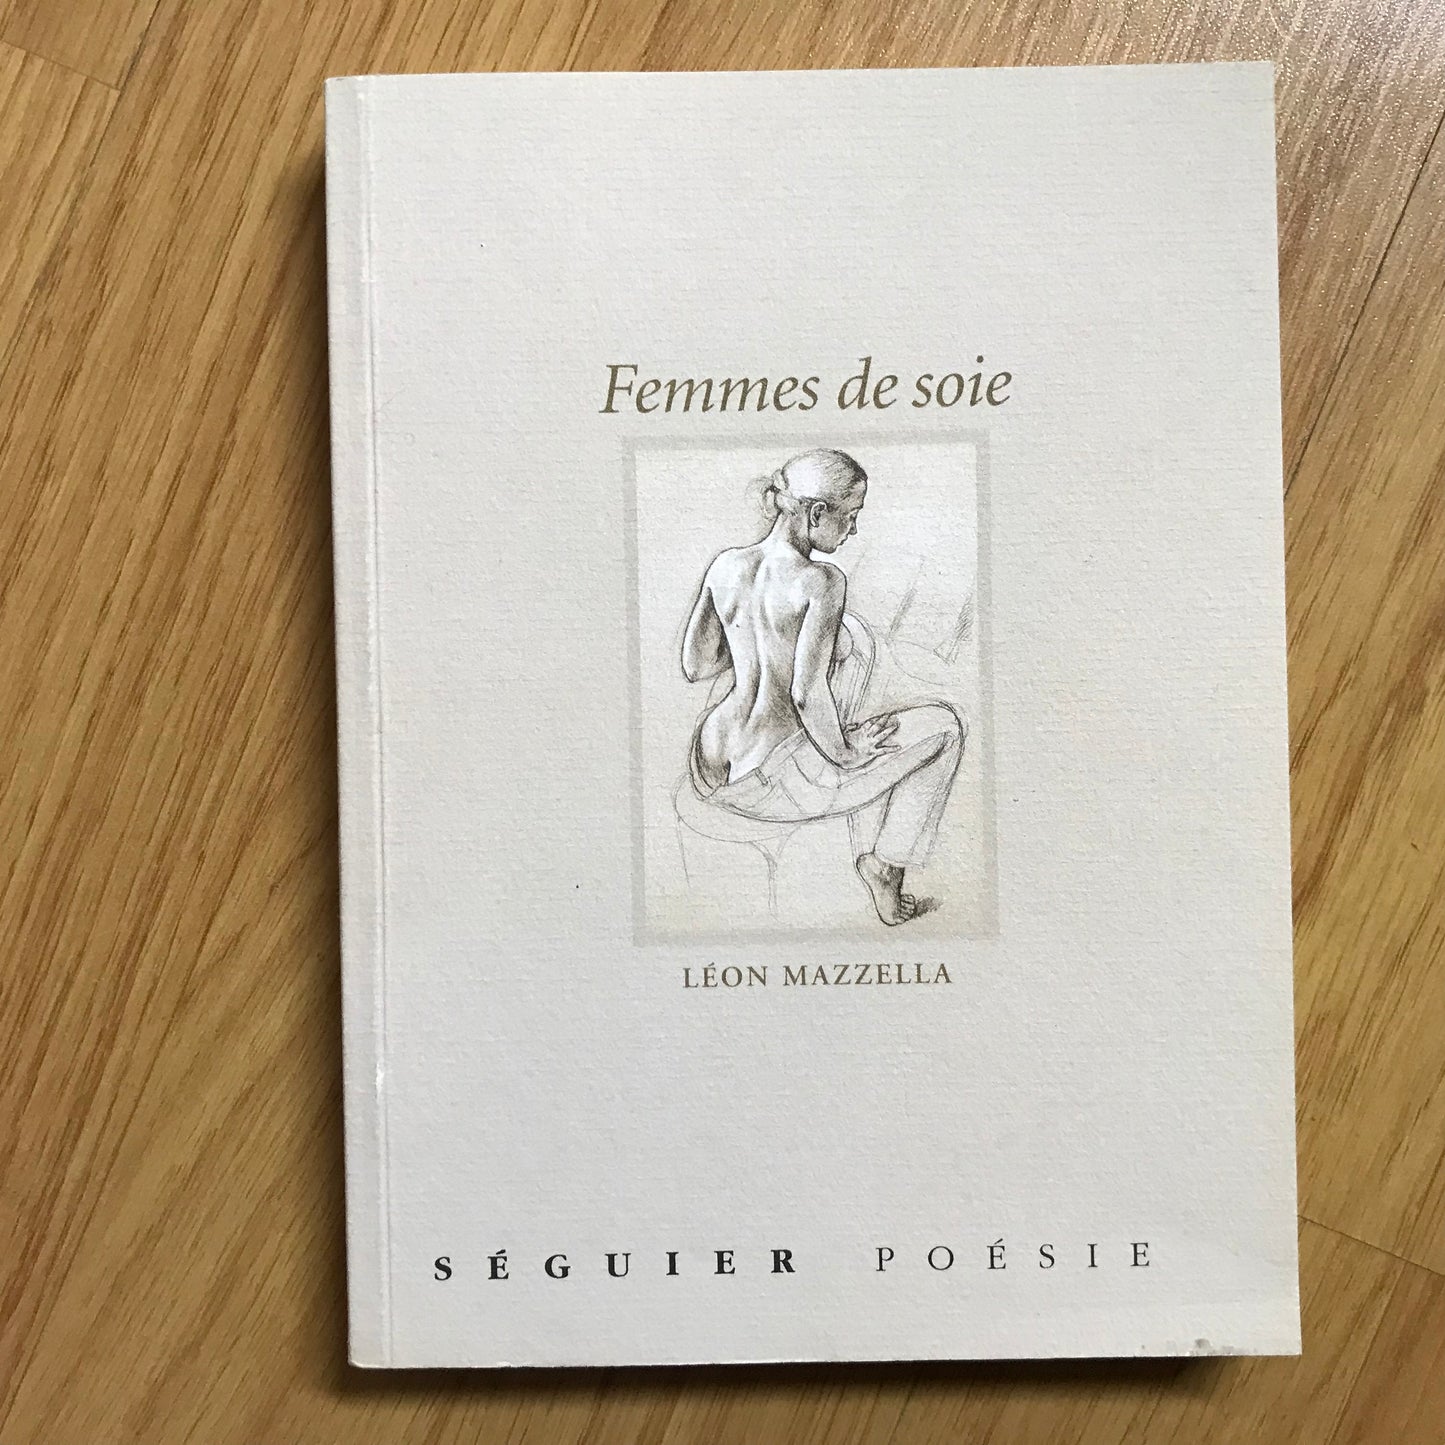 Femmes de soie
LÉON MAZZELLA
SÉGUIER POÉSIE